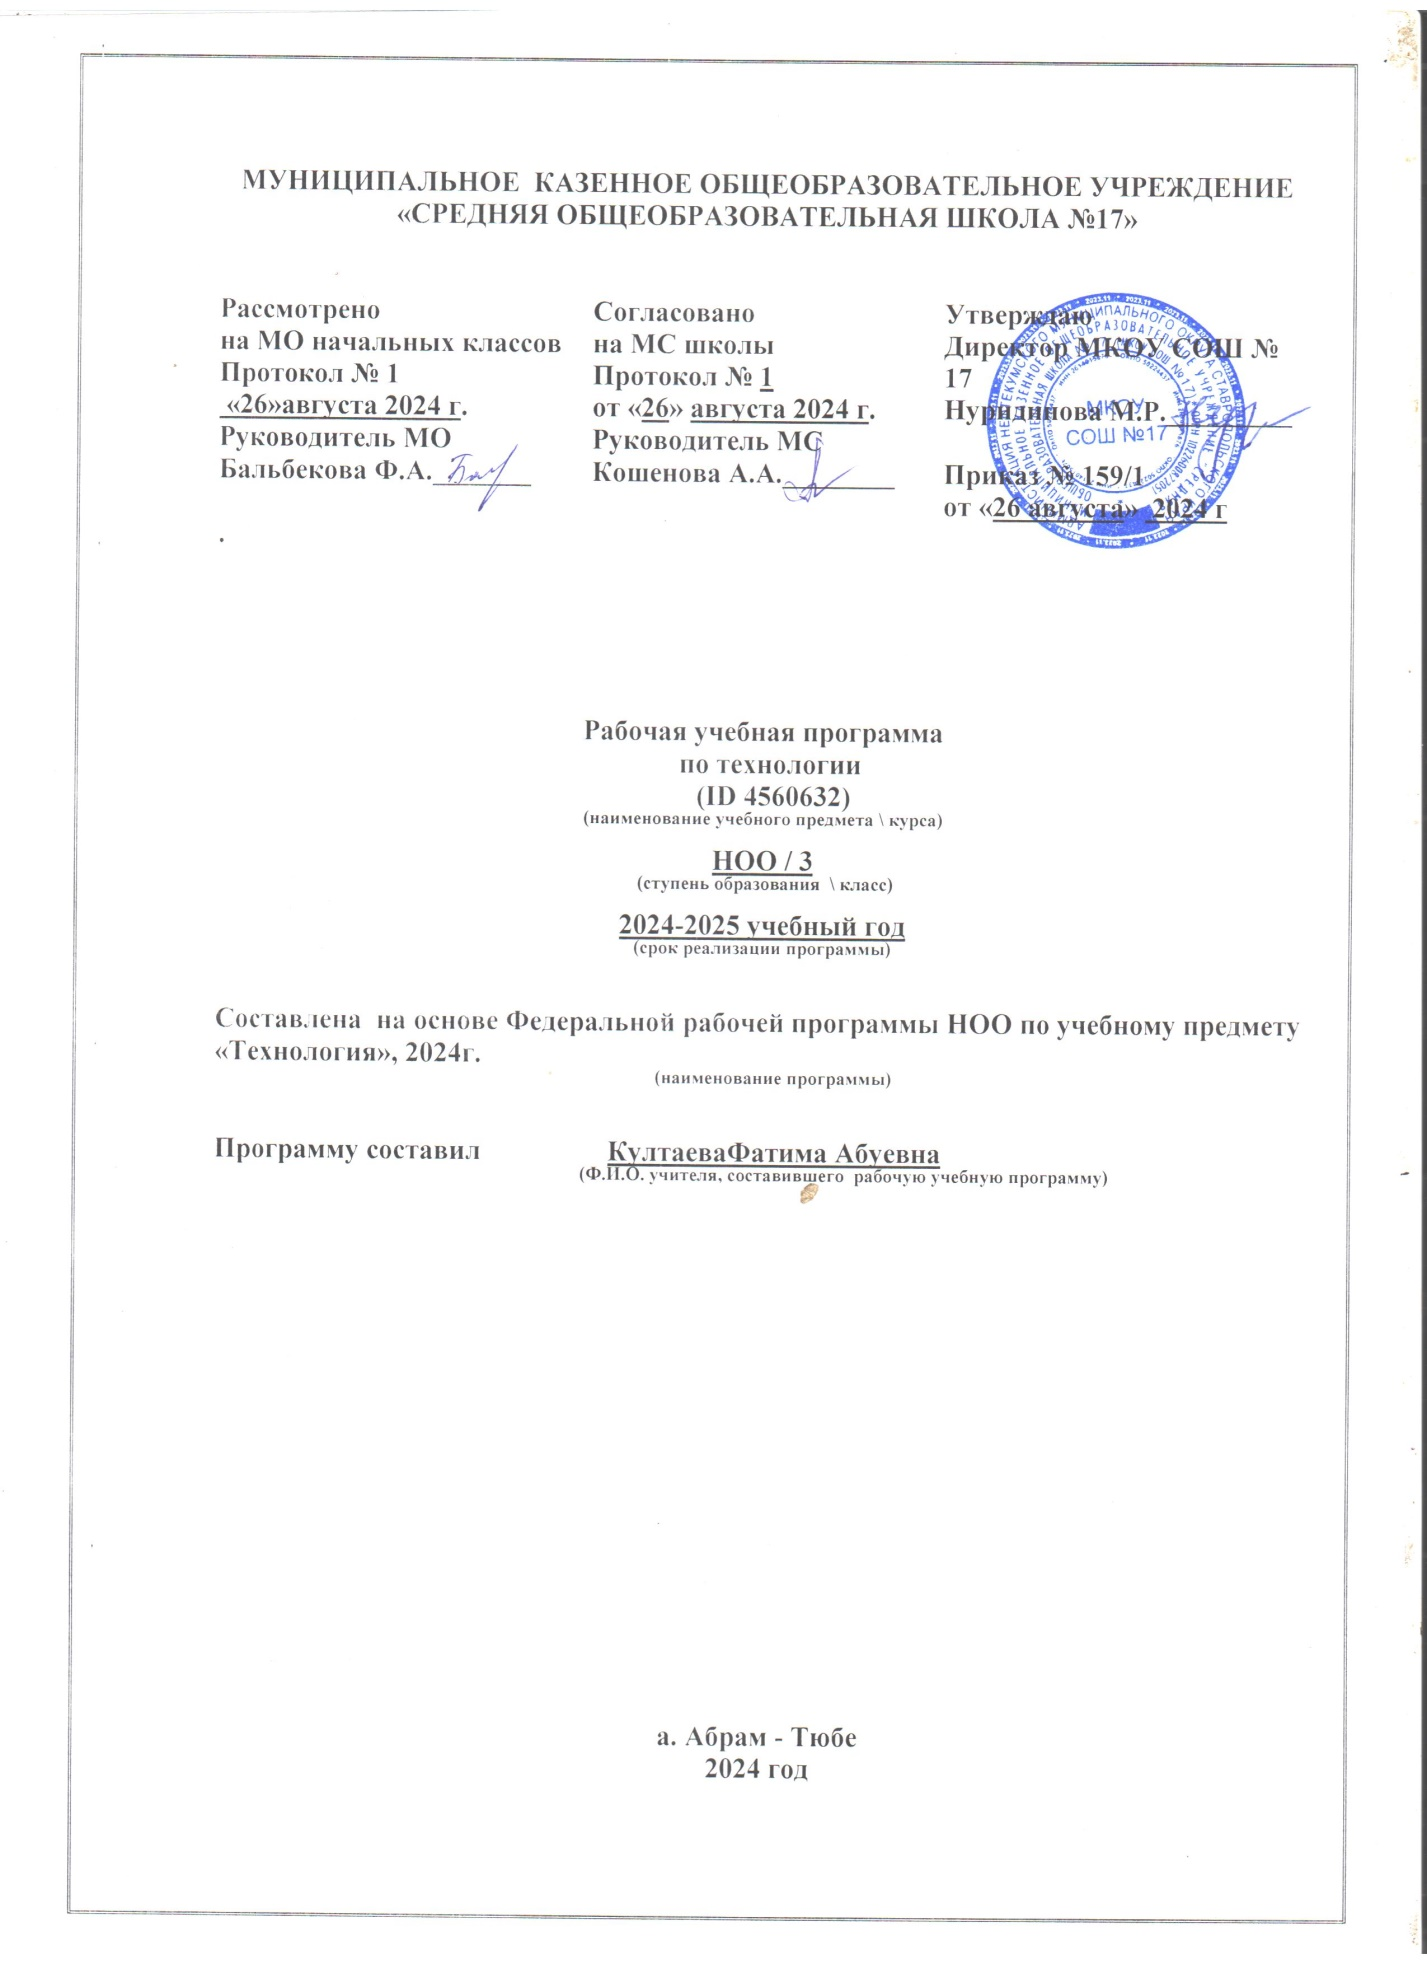 МУНИЦИПАЛЬНОЕ КАЗЕННОЕ ОБЩЕОБРАЗОВАТЕЛЬНОЕ УЧРЕЖДЕНИЕ
«СРЕДНЯЯ ОБЩЕОБРАЗОВАТЕЛЬНАЯ ШКОЛА №17»
Рассмотрено
на МО начальных классов
Протокол № 1
«26»августа 2024 г.
Руководитель МО
Бальбекова Ф.А.
Согласовано
на МС школы
Протокол № 1
от «26» августа 2024 г.
Руководитель МС
Кошенова А.А.
Утверждаю
Директор МКОУ СОШ №
17
Нуридинова М.Р.
Приказ № 159/1
от «26 августа» 2024 г
МКОУ
СОШ №17
Рабочая учебная программа
по технологии
(ID 4560632)
(наименование учебного предмета \ курса)
НОО / 3
(ступень образования \ класс)
2024-2025 учебный год
(срок реализации программы)
Составлена на основе Федеральной рабочей программы НОО по учебному предмету
«Технология», 2024г.
(наименование программы)
Программу составил КултаеваФатима Абуевна
(Ф.И.О. учителя, составившего рабочую учебную программу)
а. Абрам - Тюбе
2024 год